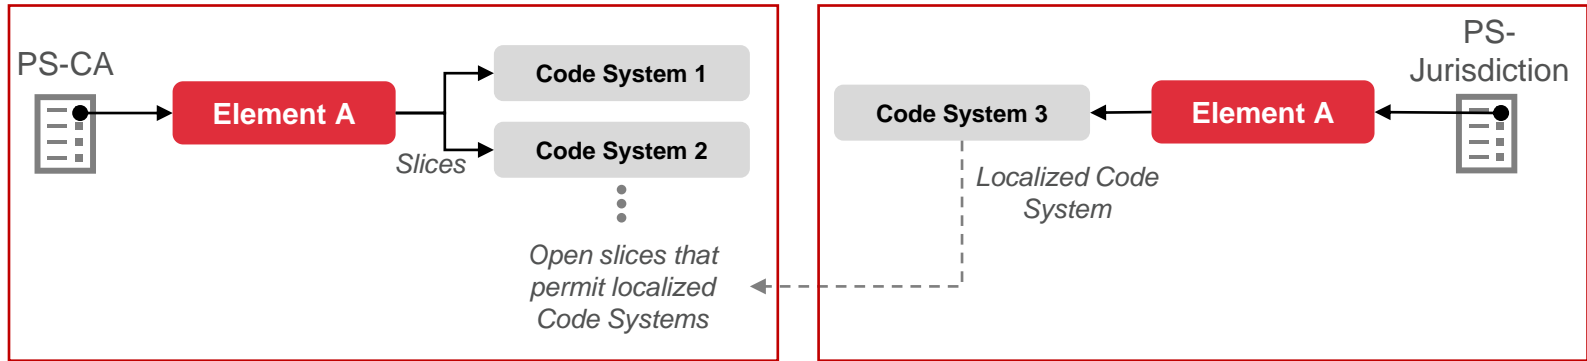 PS-CA
Element A
Code System 1
Code System 2
Slices
Open slices that
permit localized
Code Systems
PS-
Jurisdiction
Element A
Code System 3
Localized Code
System